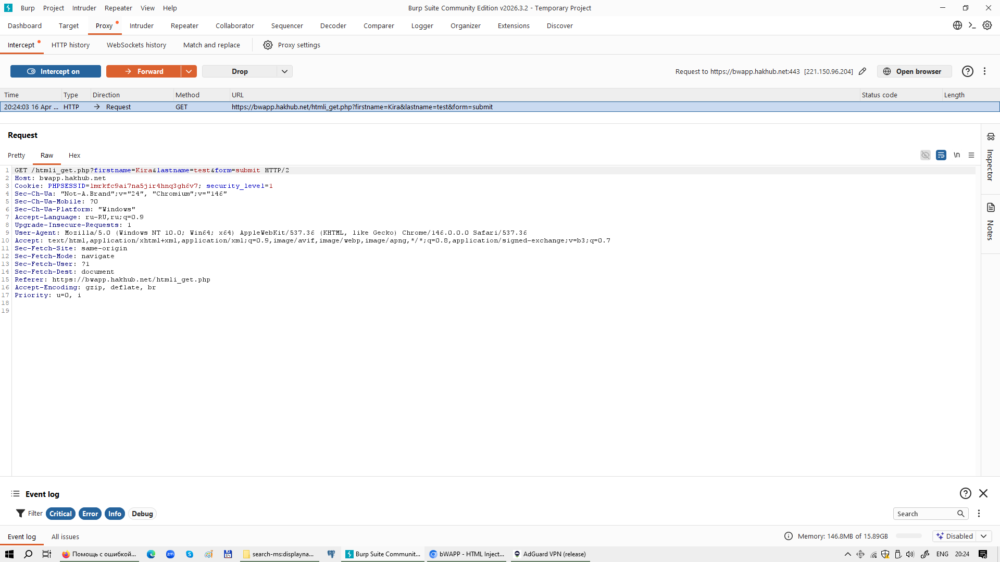 Burp Project Intruder Repeater View Help
Burp Suite Community Edition v2026.3.2 - Temporary Project
Dashboard Target Proxy Intruder Repeater Collaborator Sequencer Decoder Comparer Logger Organizer Extensions Discover
Intercept HTTP history WebSockets history Match and replace Proxy settings
Intercept on Forward Drop Request to https://bwapp.hakhub.net:443 [221.150.96.204] Open browser
Time Type Direction Method URL Status code Length
20:24:03 16 Apr ... HTTP Request GET https://bwapp.hakhub.net/htmli_get.php?firstname=Kira&lastname=test&form=submit
Request
Pretty Raw Hex \n
1 GET /htmli_get.php?firstname=Kira&lastname=test&form=submit HTTP/2
2 Host: bwapp.hakhub.net
3 Cookie: PHPSESSID=lmrkfc9ai7na5jir4hnq3gh6v7; security_level=1
4 Sec-Ch-Ua: "Not-A.Brand";v="24", "Chromium";v="146"
5 Sec-Ch-Ua-Mobile: ?0
6 Sec-Ch-Ua-Platform: "Windows"
7 Accept-Language: ru-RU,ru;q=0.9
8 Upgrade-Insecure-Requests: 1
9 User-Agent: Mozilla/5.0 (Windows NT 10.0; Win64; x64) AppleWebKit/537.36 (KHTML, like Gecko) Chrome/146.0.0.0 Safari/537.36
10 Accept: text/html,application/xhtml+xml,application/xml;q=0.9,image/avif,image/webp,image/apng,*/*;q=0.8,application/signed-exchange;v=b3;q=0.7
11 Sec-Fetch-Site: same-origin
12 Sec-Fetch-Mode: navigate
13 Sec-Fetch-User: ?1
14 Sec-Fetch-Dest: document
15 Referer: https://bwapp.hakhub.net/htmli_get.php
16 Accept-Encoding: gzip, deflate, br
17 Priority: u=0, i
18
19
Inspector
Notes
Event log
Filter Critical Error Info Debug Search
Event log All issues Memory: 146.8MB of 15.89GB Disabled
Помощь с ошибкой... zm S 64 search-ms:displayna... Burp Suite Communit... bWAPP - HTML Inject... AdGuard VPN (release) ENG 20:24